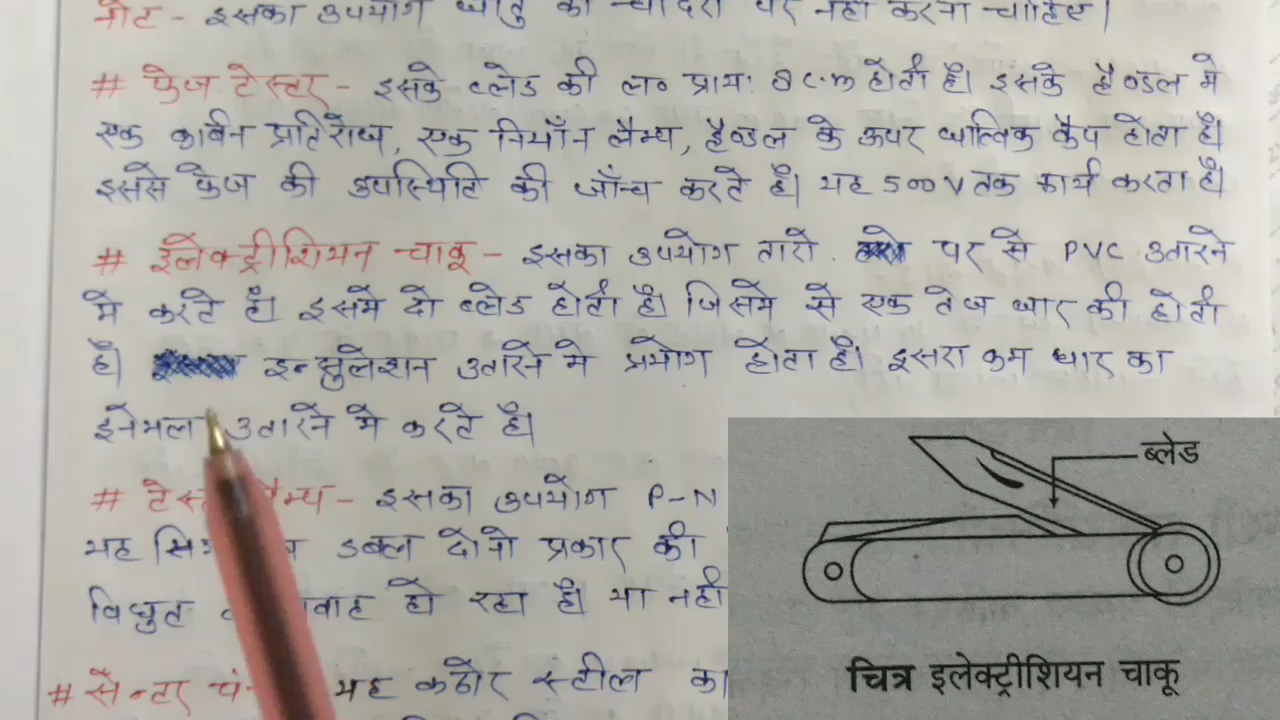 नोट - इसका उपयोग धातु की चादरों पर नहीं करना चाहिए।
# फेज टेस्टर - इसके ब्लेड की ल० प्रायः 8 c.m होती है। इसके हैण्डल मे
एक कार्बन प्रतिरोध, एक नियॉन लैम्प, हैण्डल के ऊपर धात्विक कैप होता है।
इससे फेज की उपस्थिति की जाँच करते है। यह 500 V तक कार्य करता है।
# ईलेक्ट्रीशियन चाकू - इसका उपयोग तारो पर से PVC उतारने
मे करते है। इसमे दो ब्लेड होती है। जिसमे से एक तेज धार की होती
है। इन्सुलेशन उतारने मे प्रयोग होता है। दूसरा कम धार का
इनेमल उतारने मे करते है।
# टेस्ट लैम्प - इसका उपयोग P-N
यह डबल दोनो प्रकार की
विधुत हो रहा है। या नही
# सेन्टर यह कठोर स्टील का
ब्लेड
चित्र इलेक्ट्रीशियन चाकू